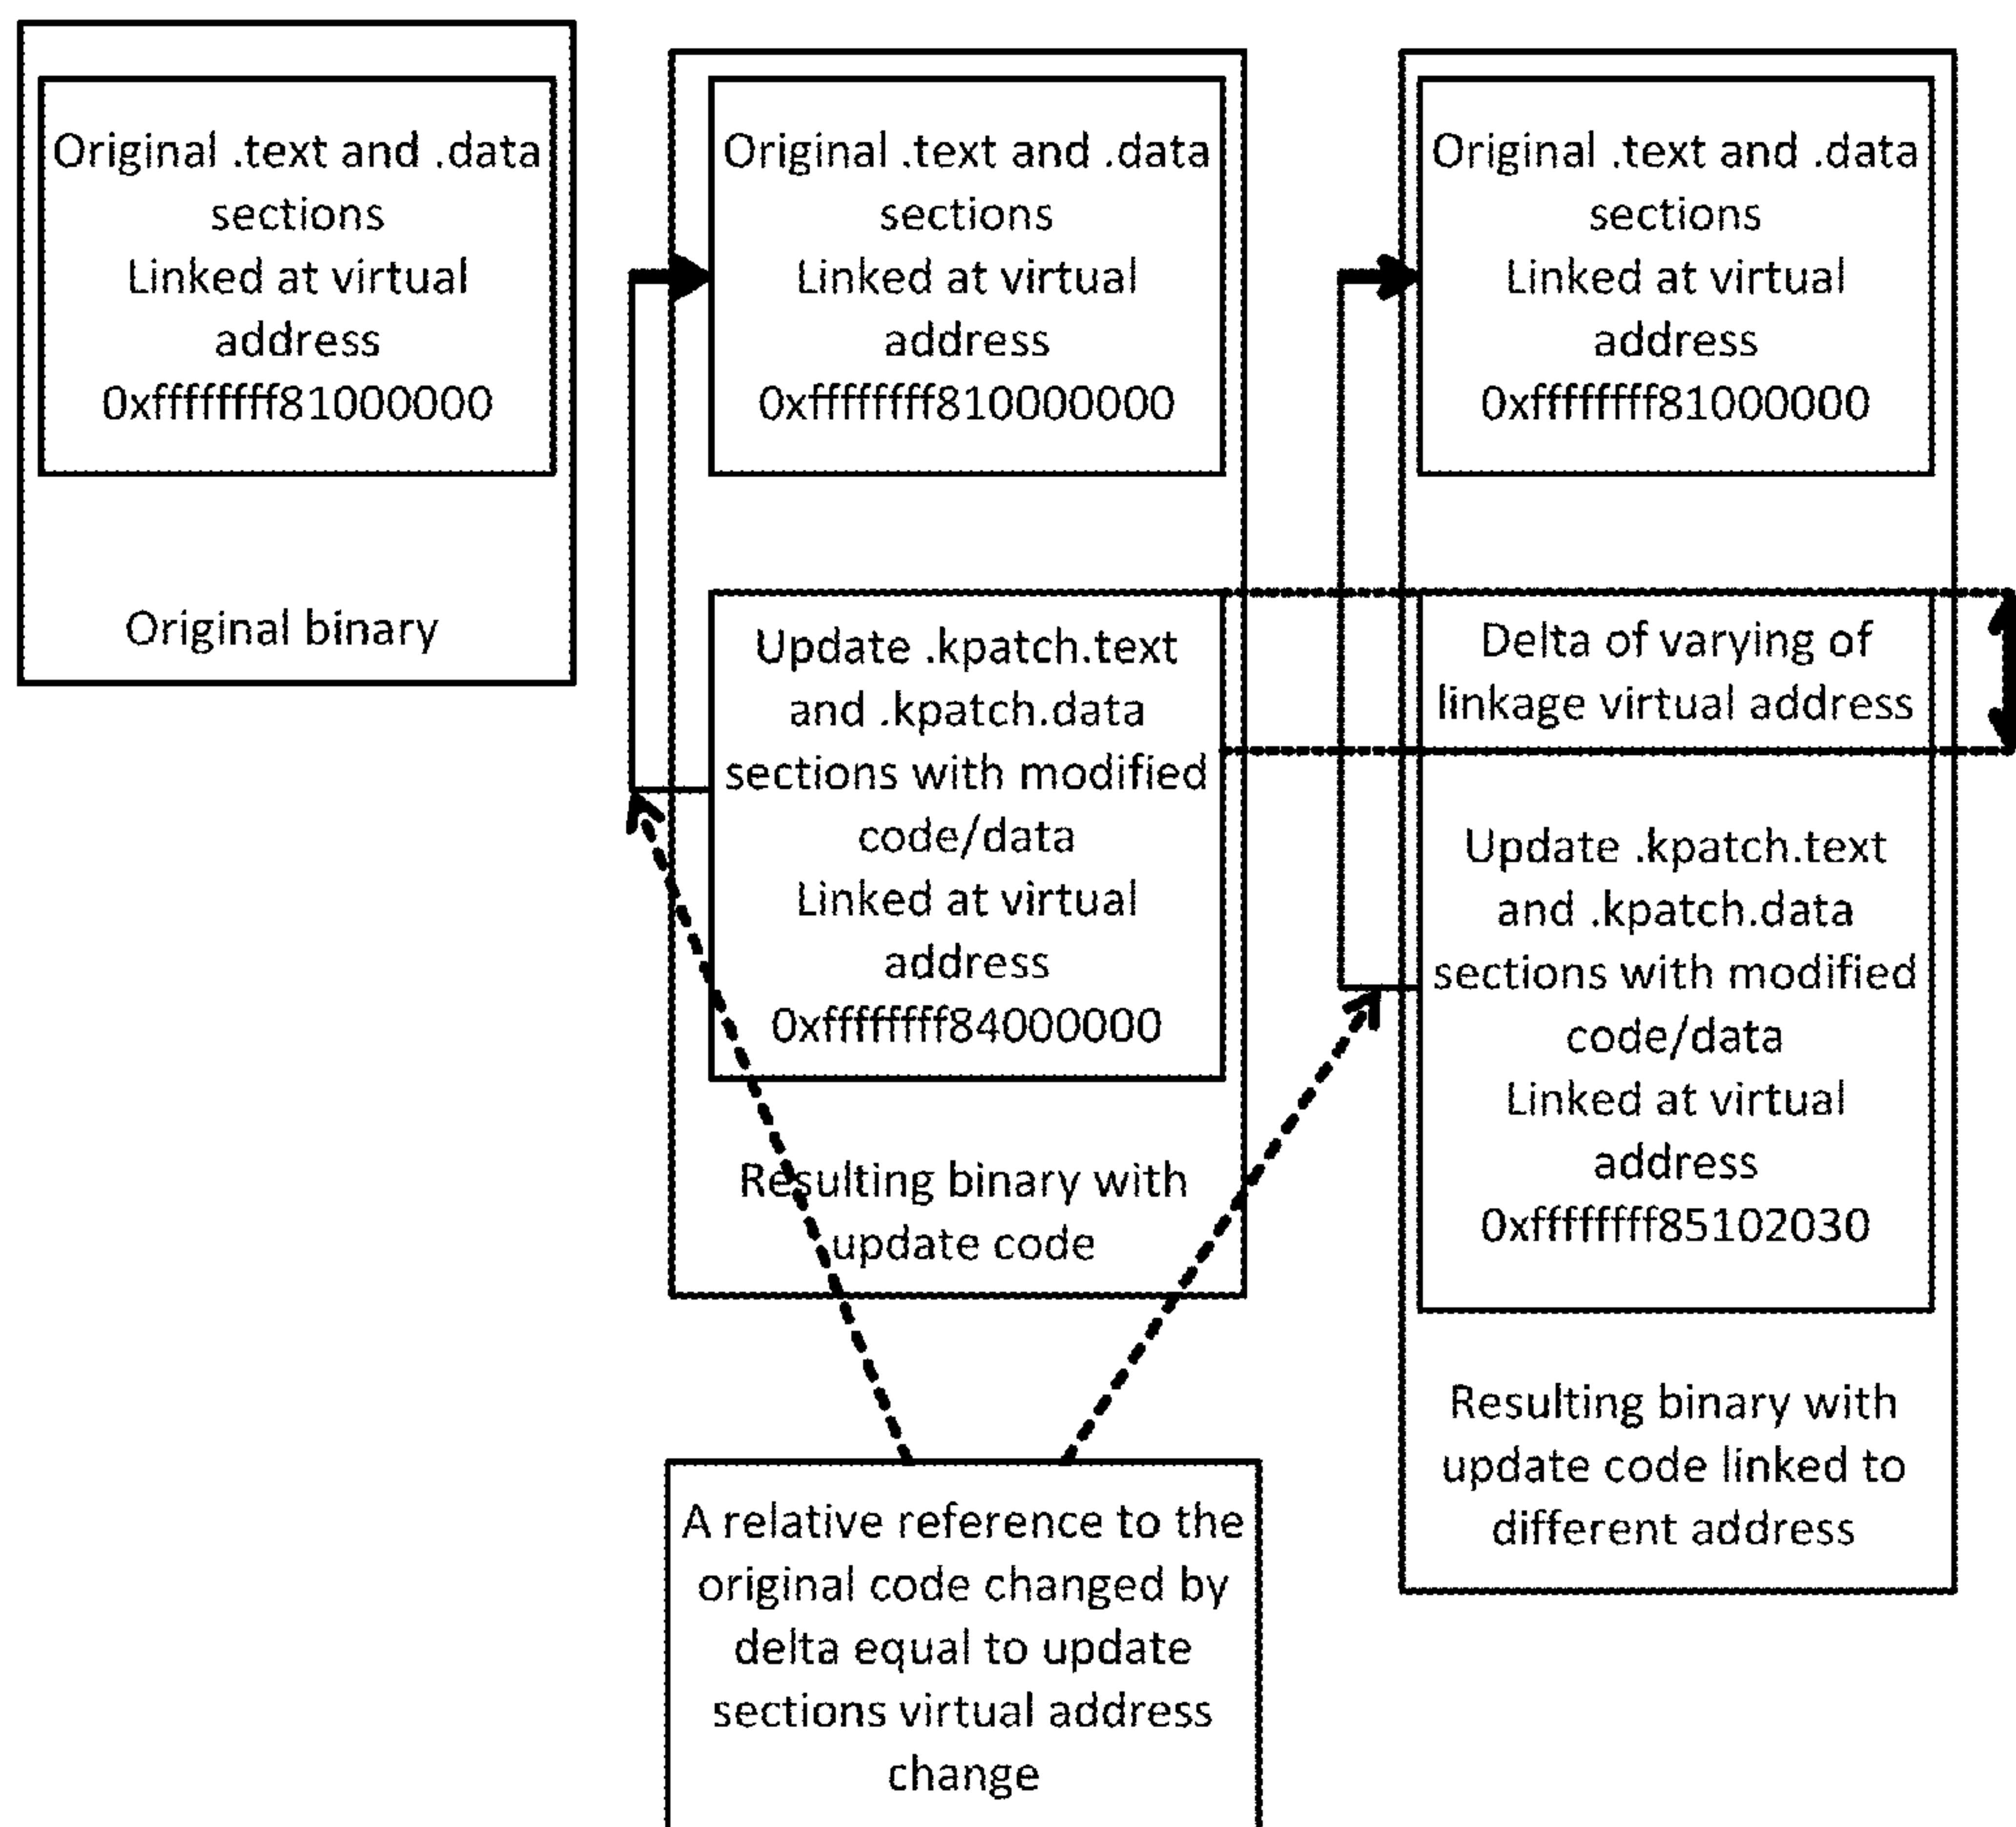 Original .text and .data
sections
Linked at virtual
address
0xffffffff81000000
Original binary
Original .text and .data
sections
Linked at virtual
address
0xffffffff810000000
Update .kpatch.text
and .kpatch.data
sections with modified
code/data
Linked at virtual
address
0xffffffff84000000
Resulting binary with
update code
Original .text and .data
sections
Linked at virtual
address
0xffffffff81000000
Delta of varying of
linkage virtual address
Update .kpatch.text
and .kpatch.data
sections with modified
code/data
Linked at virtual
address
0xffffffff85102030
Resulting binary with
update code linked to
different address
A relative reference to the
original code changed by
delta equal to update
sections virtual address
change